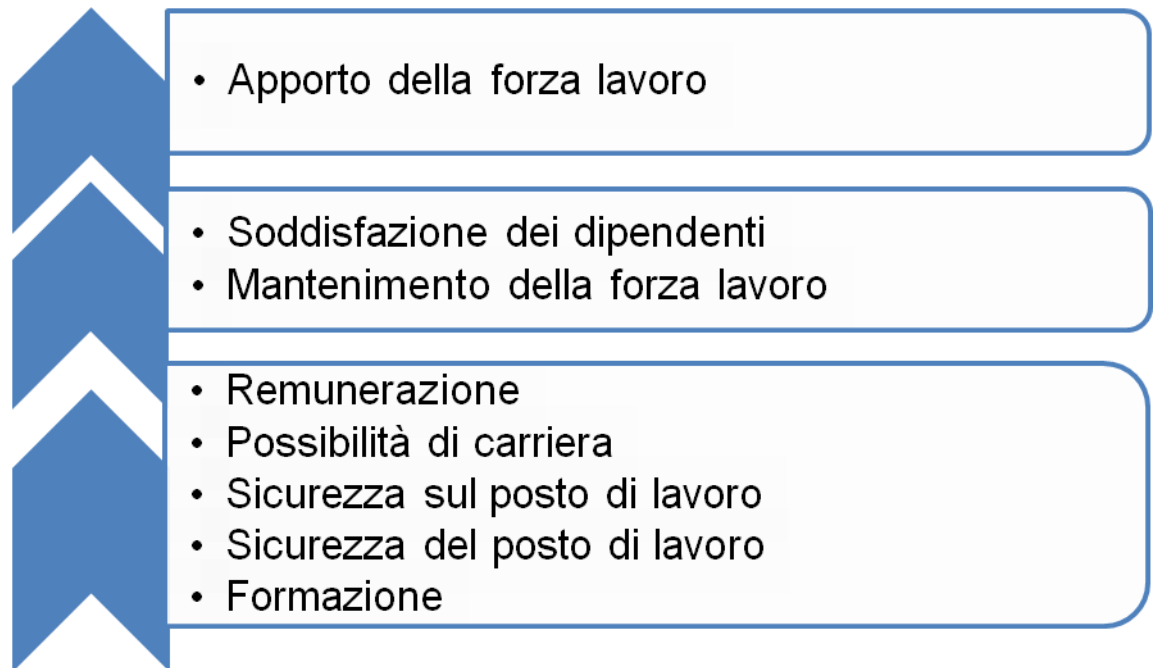 • Apporto della forza lavoro
• Soddisfazione dei dipendenti
• Mantenimento della forza lavoro
• Remunerazione
• Possibilità di carriera
• Sicurezza sul posto di lavoro
• Sicurezza del posto di lavoro
• Formazione